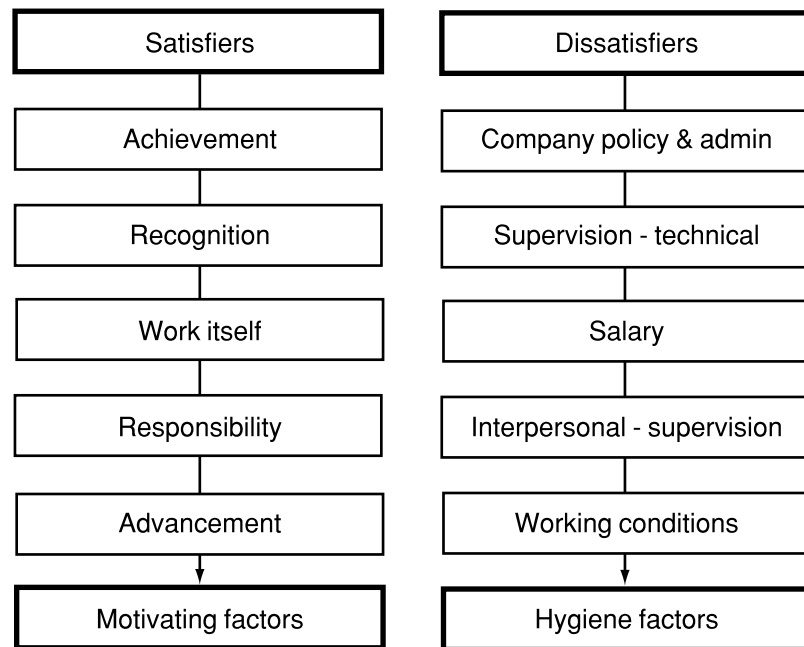 Satisfiers
Achievement
Recognition
Work itself
Responsibility
Advancement
Motivating factors
Dissatisfiers
Company policy & admin
Supervision - technical
Salary
Interpersonal - supervision
Working conditions
Hygiene factors